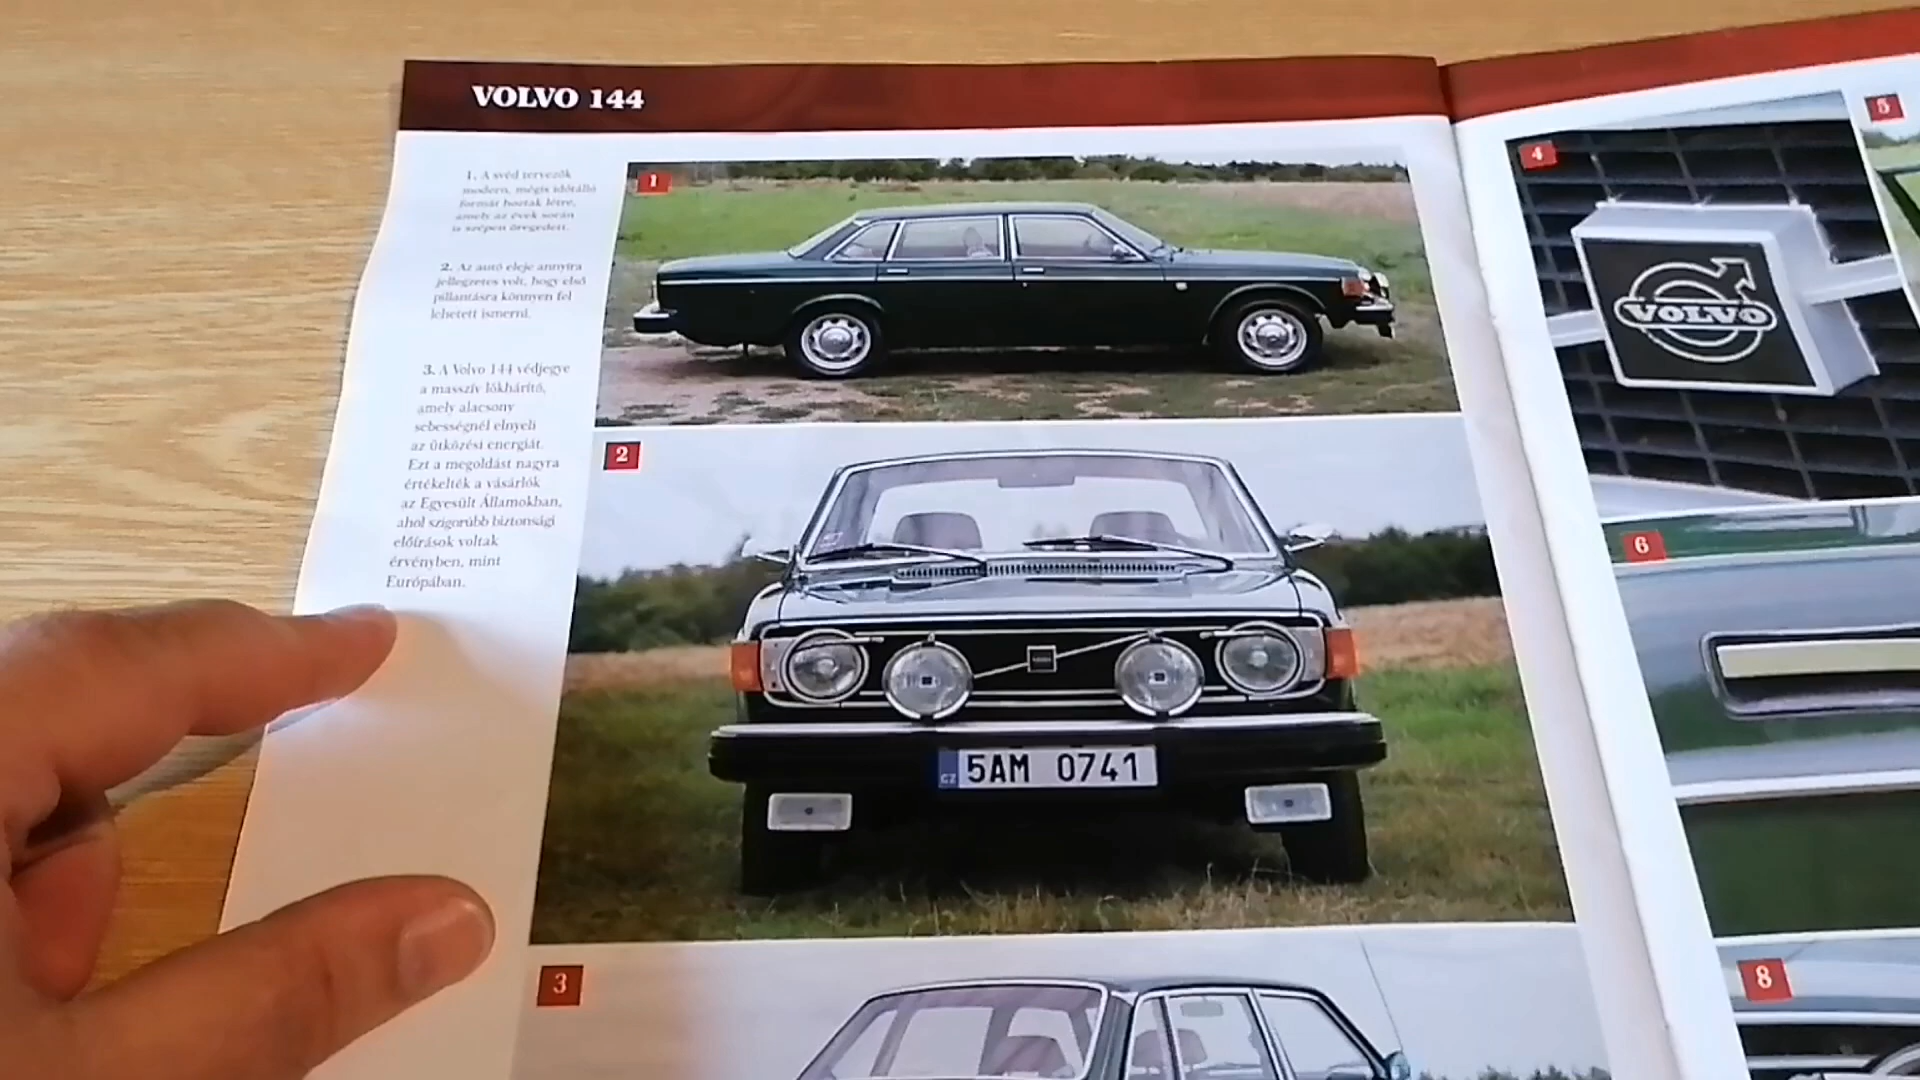 VOLVO 144
1. A svéd tervezők
modern, mégis időtálló
formát hoztak létre,
amely az évek során
is szépen öregedett.
2. Az autó eleje annyira
jellegzetes volt, hogy első
pillantásra könnyen fel
lehetett ismerni.
3. A Volvo 144 védjegye
a masszív lökhárító,
amely alacsony
sebességnél elnyeli
az ütközési energiát.
Ezt a megoldást nagyra
értékelték a vásárlók
az Egyesült Államokban,
ahol szigorúbb biztonsági
előírások voltak
érvényben, mint
Európában.
1
2
CZ 5AM 0741
3
4
VOLVO
5
6
8